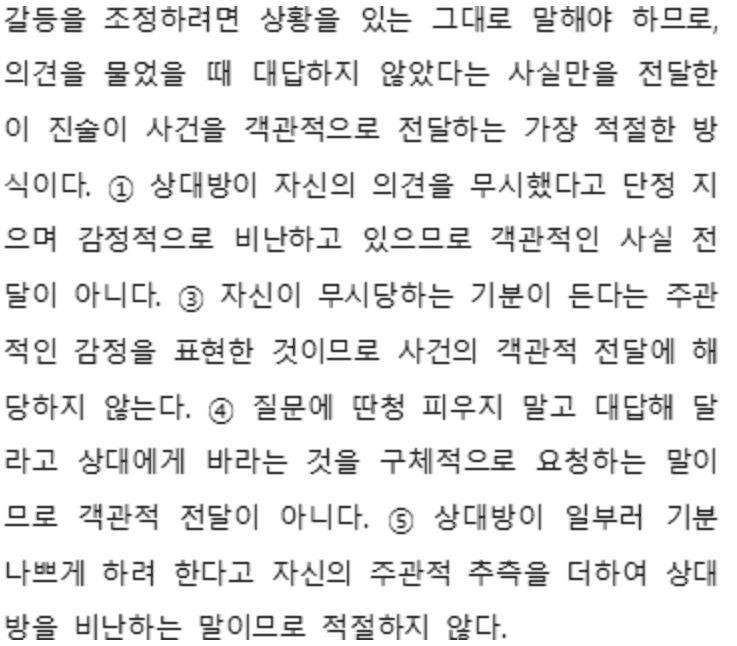 갈등을 조정하려면 상황을 있는 그대로 말해야 하므로,
의견을 물었을 때 대답하지 않았다는 사실만을 전달한
이 진술이 사건을 객관적으로 전달하는 가장 적절한 방
식이다. ① 상대방이 자신의 의견을 무시했다고 단정 지
으며 감정적으로 비난하고 있으므로 객관적인 사실 전
달이 아니다. ③ 자신이 무시당하는 기분이 든다는 주관
적인 감정을 표현한 것이므로 사건의 객관적 전달에 해
당하지 않는다. ④ 질문에 딴청 피우지 말고 대답해 달
라고 상대에게 바라는 것을 구체적으로 요청하는 말이
므로 객관적 전달이 아니다. ⑤ 상대방이 일부러 기분
나쁘게 하려 한다고 자신의 주관적 추측을 더하여 상대
방을 비난하는 말이므로 적절하지 않다.